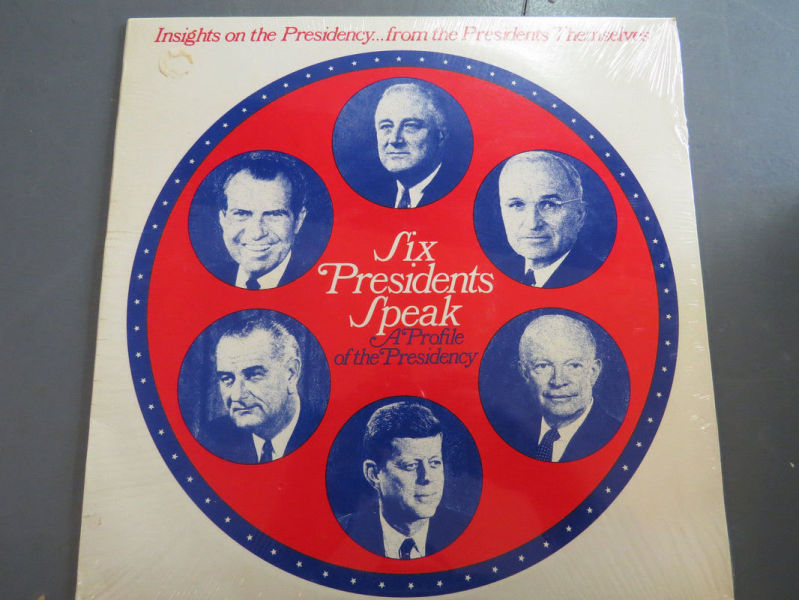 Insights on the Presidency...from the Presidents Themselves
Six
Presidents
Speak
A Profile
of the Presidency